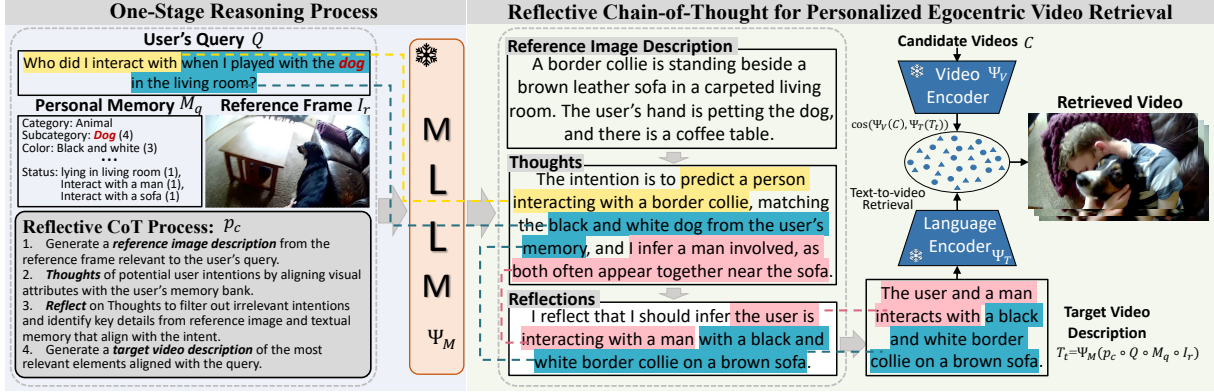 One-Stage Reasoning Process
User's Query Q
Who did I interact with when I played with the dog
in the living room?
Personal Memory M_q
Category: Animal
Subcategory: Dog (4)
Color: Black and white (3)
...
Status: lying in living room (1),
Interact with a man (1),
Interact with a sofa (1)
Reference Frame I_r
Reflective CoT Process: p_c
1. Generate a reference image description from the
reference frame relevant to the user's query.
2. Thoughts of potential user intentions by aligning visual
attributes with the user's memory bank.
3. Reflect on Thoughts to filter out irrelevant intentions
and identify key details from reference image and textual
memory that align with the intent.
4. Generate a target video description of the most
relevant elements aligned with the query.
M
L
L
M
Ψ_M
Reflective Chain-of-Thought for Personalized Egocentric Video Retrieval
Reference Image Description
A border collie is standing beside a
brown leather sofa in a carpeted living
room. The user's hand is petting the dog,
and there is a coffee table.
Thoughts
The intention is to predict a person
interacting with a border collie, matching
the black and white dog from the user's
memory, and I infer a man involved, as
both often appear together near the sofa.
Reflections
I reflect that I should infer the user is
interacting with a man with a black and
white border collie on a brown sofa.
Candidate Videos C
Video Ψ_V
Encoder
cos(Ψ_V(C), Ψ_T(T_t))
Text-to-video
Retrieval
Language
Encoder Ψ_T
Retrieved Video
The user and a man
interacts with a black
and white border
collie on a brown sofa.
Target Video
Description
T_t=Ψ_M(p_c ∘ Q ∘ M_q ∘ I_r)